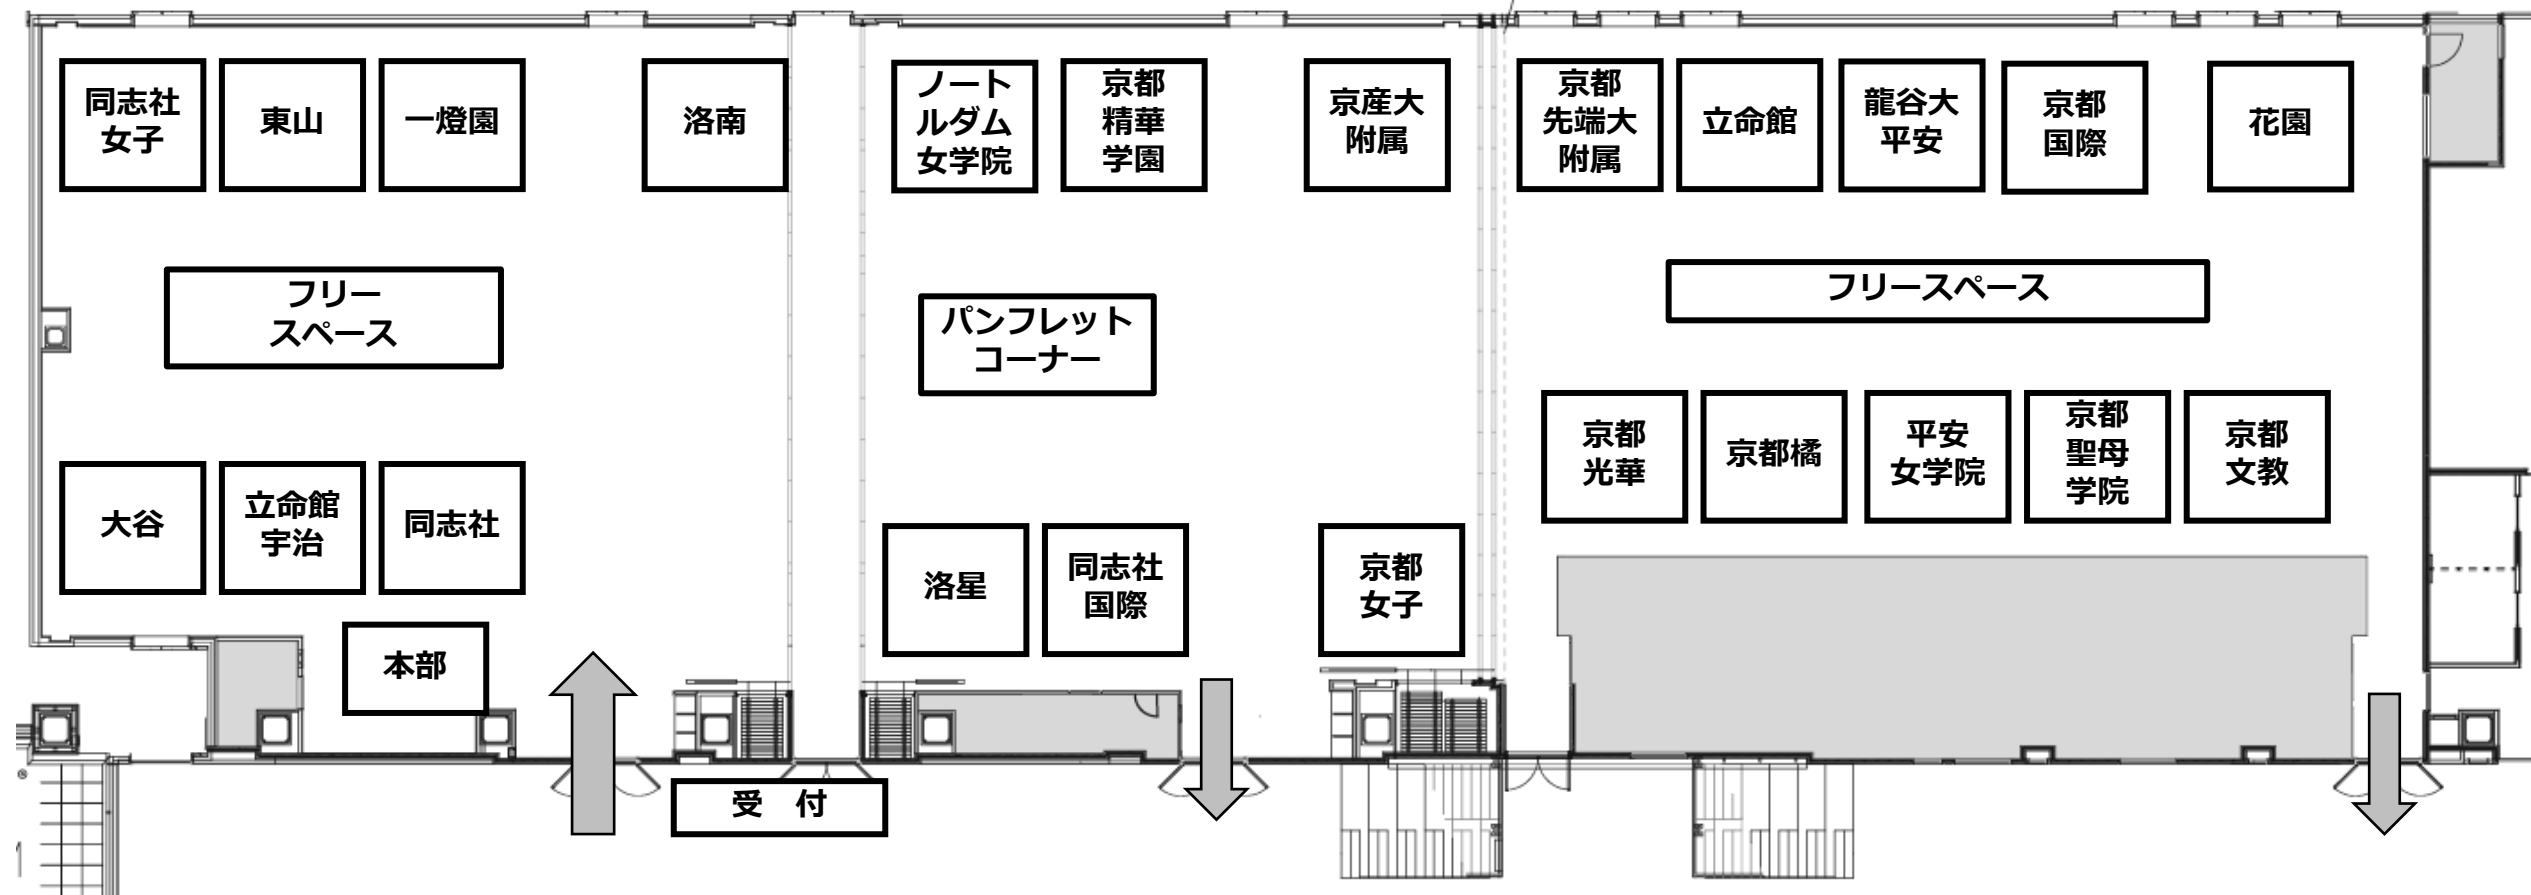 同志社
女子
東山
一燈園
洛南
ノート
ルダム
女学院
京都
精華
学園
京産大
附属
京都
先端大
附属
立命館
龍谷大
平安
京都
国際
花園
フリー
スペース
パンフレット
コーナー
フリースペース
大谷
立命館
宇治
同志社
洛星
同志社
国際
京都
女子
京都
光華
京都橘
平安
女学院
京都
聖母
学院
京都
文教
本部
受　付